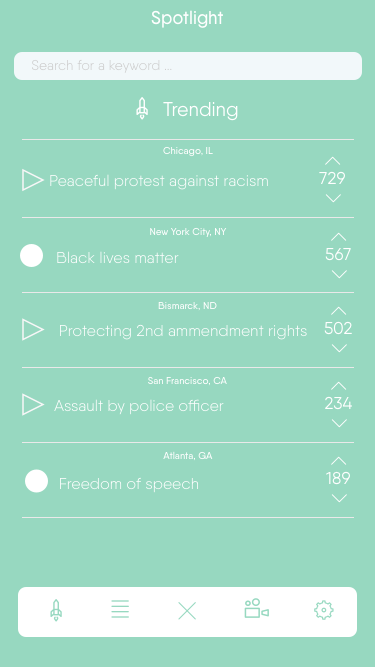 Spotlight
Search for a keyword ...
Trending
Chicago, IL
Peaceful protest against racism
729
New York City, NY
Black lives matter
567
Bismarck, ND
Protecting 2nd ammendment rights
502
San Francisco, CA
Assault by police officer
234
Atlanta, GA
Freedom of speech
189